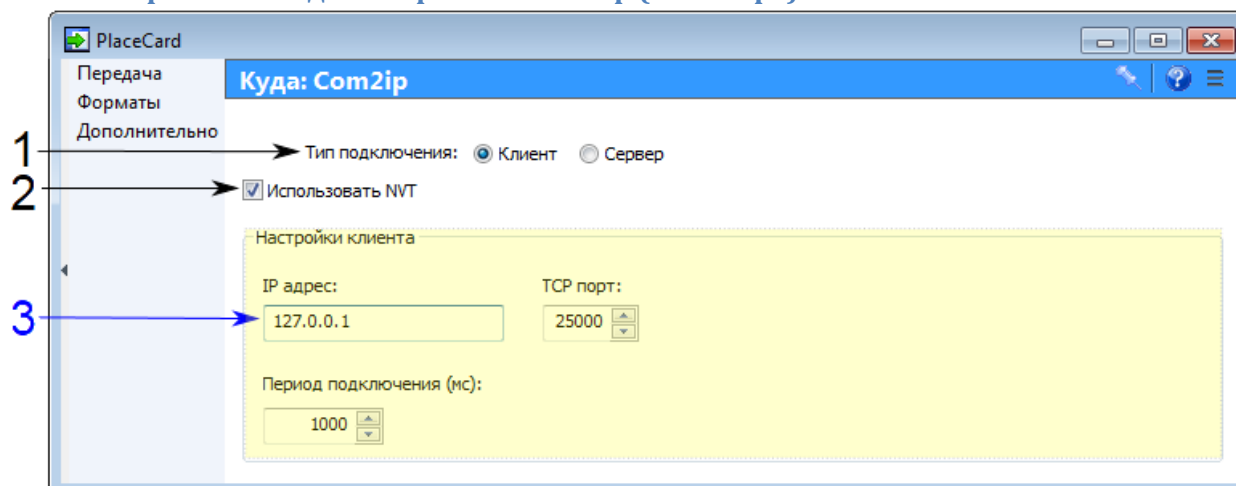 PlaceCard
Передача
Форматы
Дополнительно
Куда: Com2ip
1
Тип подключения: Клиент Сервер
2
Использовать NVT
Настройки клиента
IP адрес: TCP порт:
3
127.0.0.1 25000
Период подключения (мс):
1000